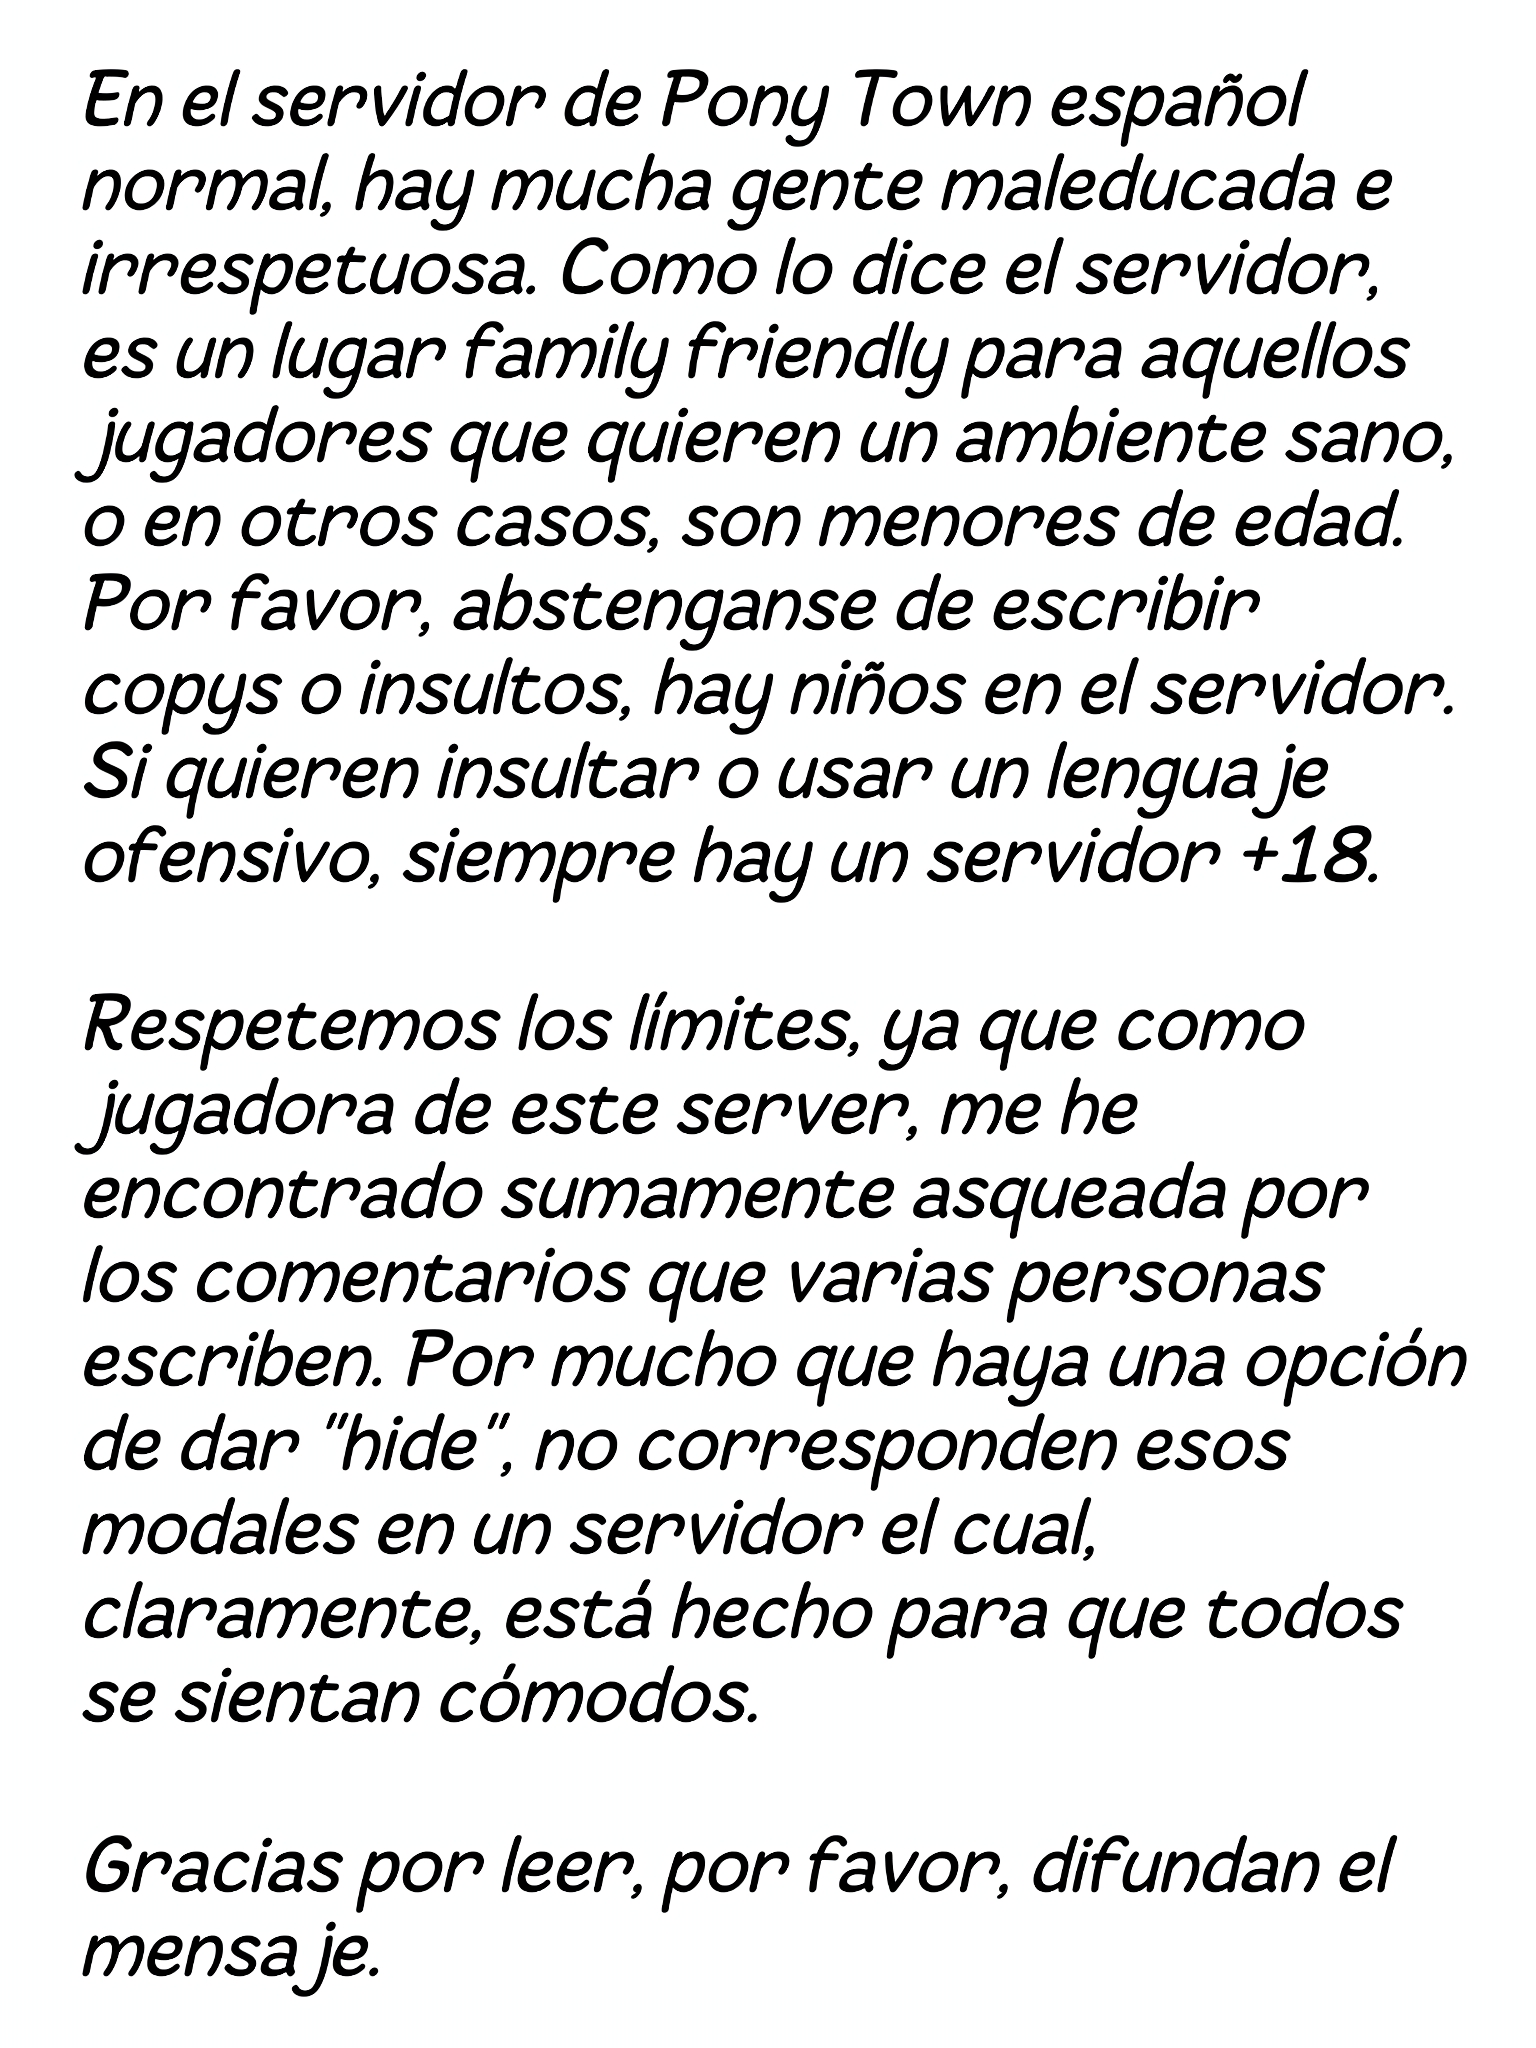 En el servidor de Pony Town español
normal, hay mucha gente maleducada e
irrespetuosa. Como lo dice el servidor,
es un lugar family friendly para aquellos
jugadores que quieren un ambiente sano,
o en otros casos, son menores de edad.
Por favor, abstenganse de escribir
copys o insultos, hay niños en el servidor.
Si quieren insultar o usar un lenguaje
ofensivo, siempre hay un servidor +18.
Respetemos los límites, ya que como
jugadora de este server, me he
encontrado sumamente asqueada por
los comentarios que varias personas
escriben. Por mucho que haya una opción
de dar "hide", no corresponden esos
modales en un servidor el cual,
claramente, está hecho para que todos
se sientan cómodos.
Gracias por leer, por favor, difundan el
mensaje.